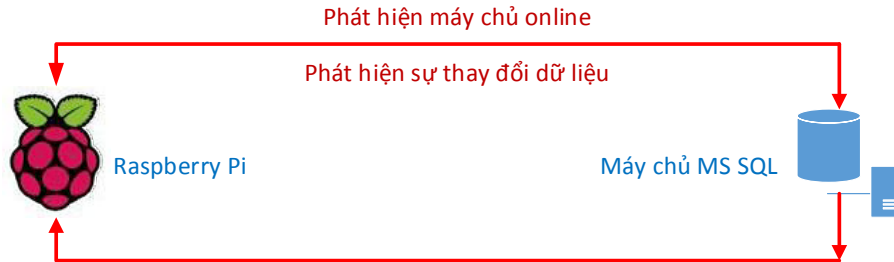 Phát hiện máy chủ online
Phát hiện sự thay đổi dữ liệu
Raspberry Pi
Máy chủ MS SQL